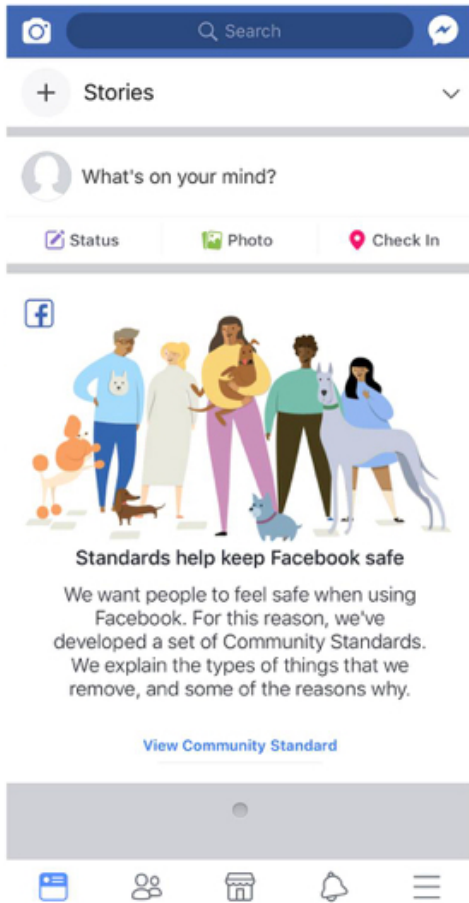 Search
Stories
What's on your mind?
Status Photo Check In
Standards help keep Facebook safe
We want people to feel safe when using
Facebook. For this reason, we've
developed a set of Community Standards.
We explain the types of things that we
remove, and some of the reasons why.
View Community Standard